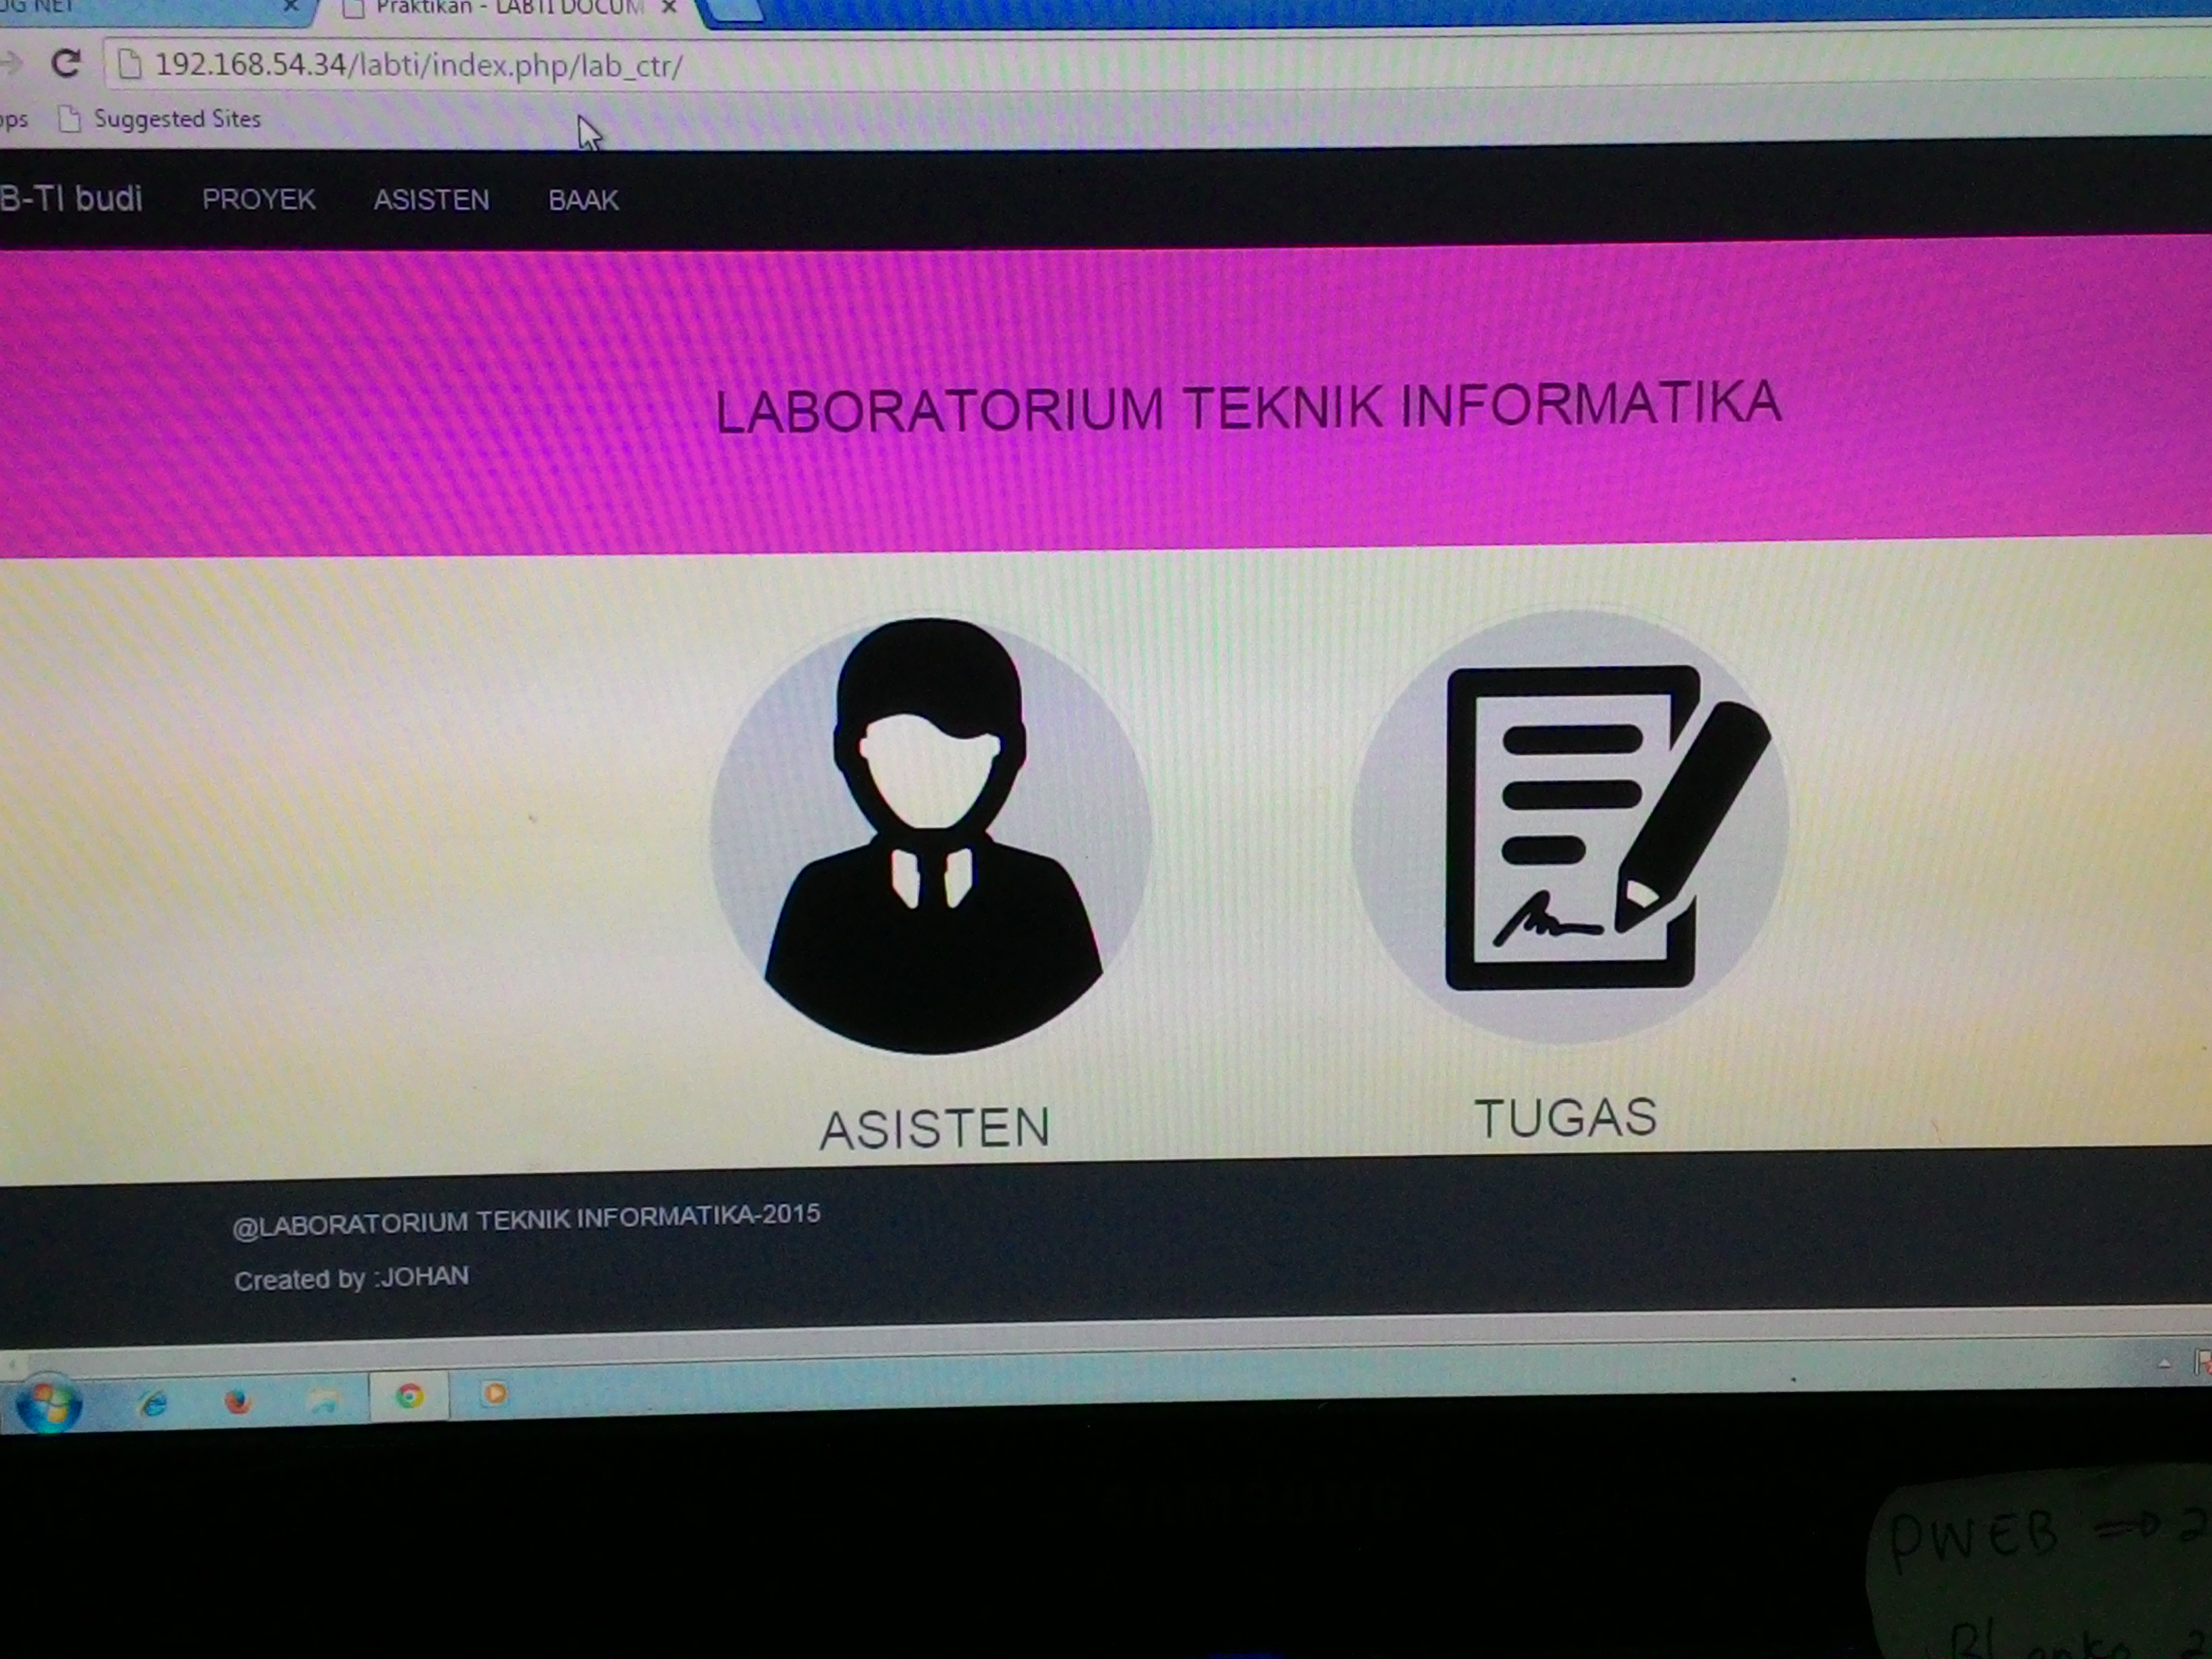 Praktikan - LABTI DOCUM
192.168.54.34/labti/index.php/lab_ctr/
Suggested Sites
B-TI budi PROYEK ASISTEN BAAK
LABORATORIUM TEKNIK INFORMATIKA
ASISTEN TUGAS
@LABORATORIUM TEKNIK INFORMATIKA-2015
Created by :JOHAN
PWEB =>